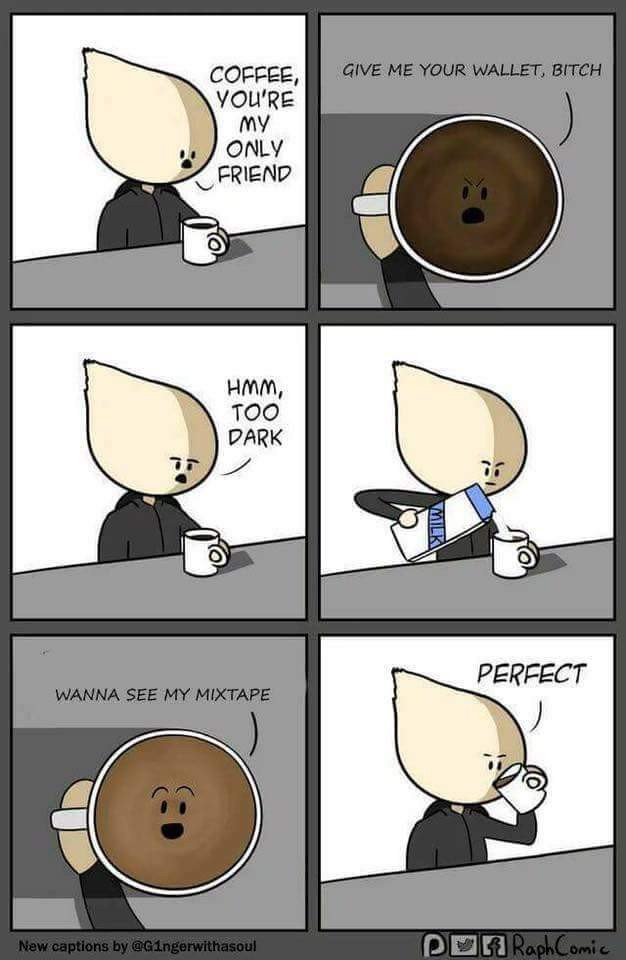 COFFEE,
YOU'RE
MY
ONLY
FRIEND
GIVE ME YOUR WALLET, BITCH
HMM,
TOO
DARK
MILK
WANNA SEE MY MIXTAPE
PERFECT
New captions by @G1ngerwithasoul
RaphComic